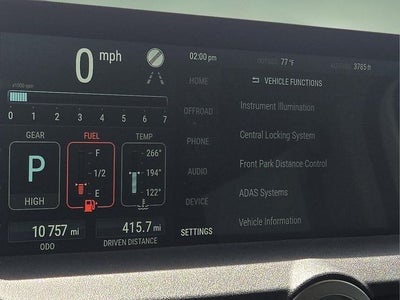 0 mph
x1000 rpm
0 1 2 3 4 5 6 7
GEAR
P
HIGH
FUEL
F
1/2
E
TEMP
266°
194°
122°
10 757 mi
ODO
415.7 mi
DRIVEN DISTANCE
02:00 pm
OUTSIDE 77 °F
ALTITUDE 3785 ft
HOME
OFFROAD
PHONE
AUDIO
DEVICE
SETTINGS
VEHICLE FUNCTIONS
Instrument Illumination
Central Locking System
Front Park Distance Control
ADAS Systems
Vehicle Information